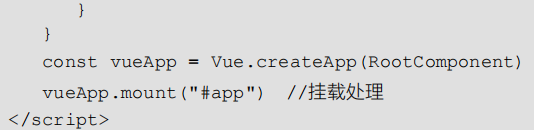 }
}
const vueApp = Vue.createApp(RootComponent)
vueApp.mount("#app") //挂载处理
</script>